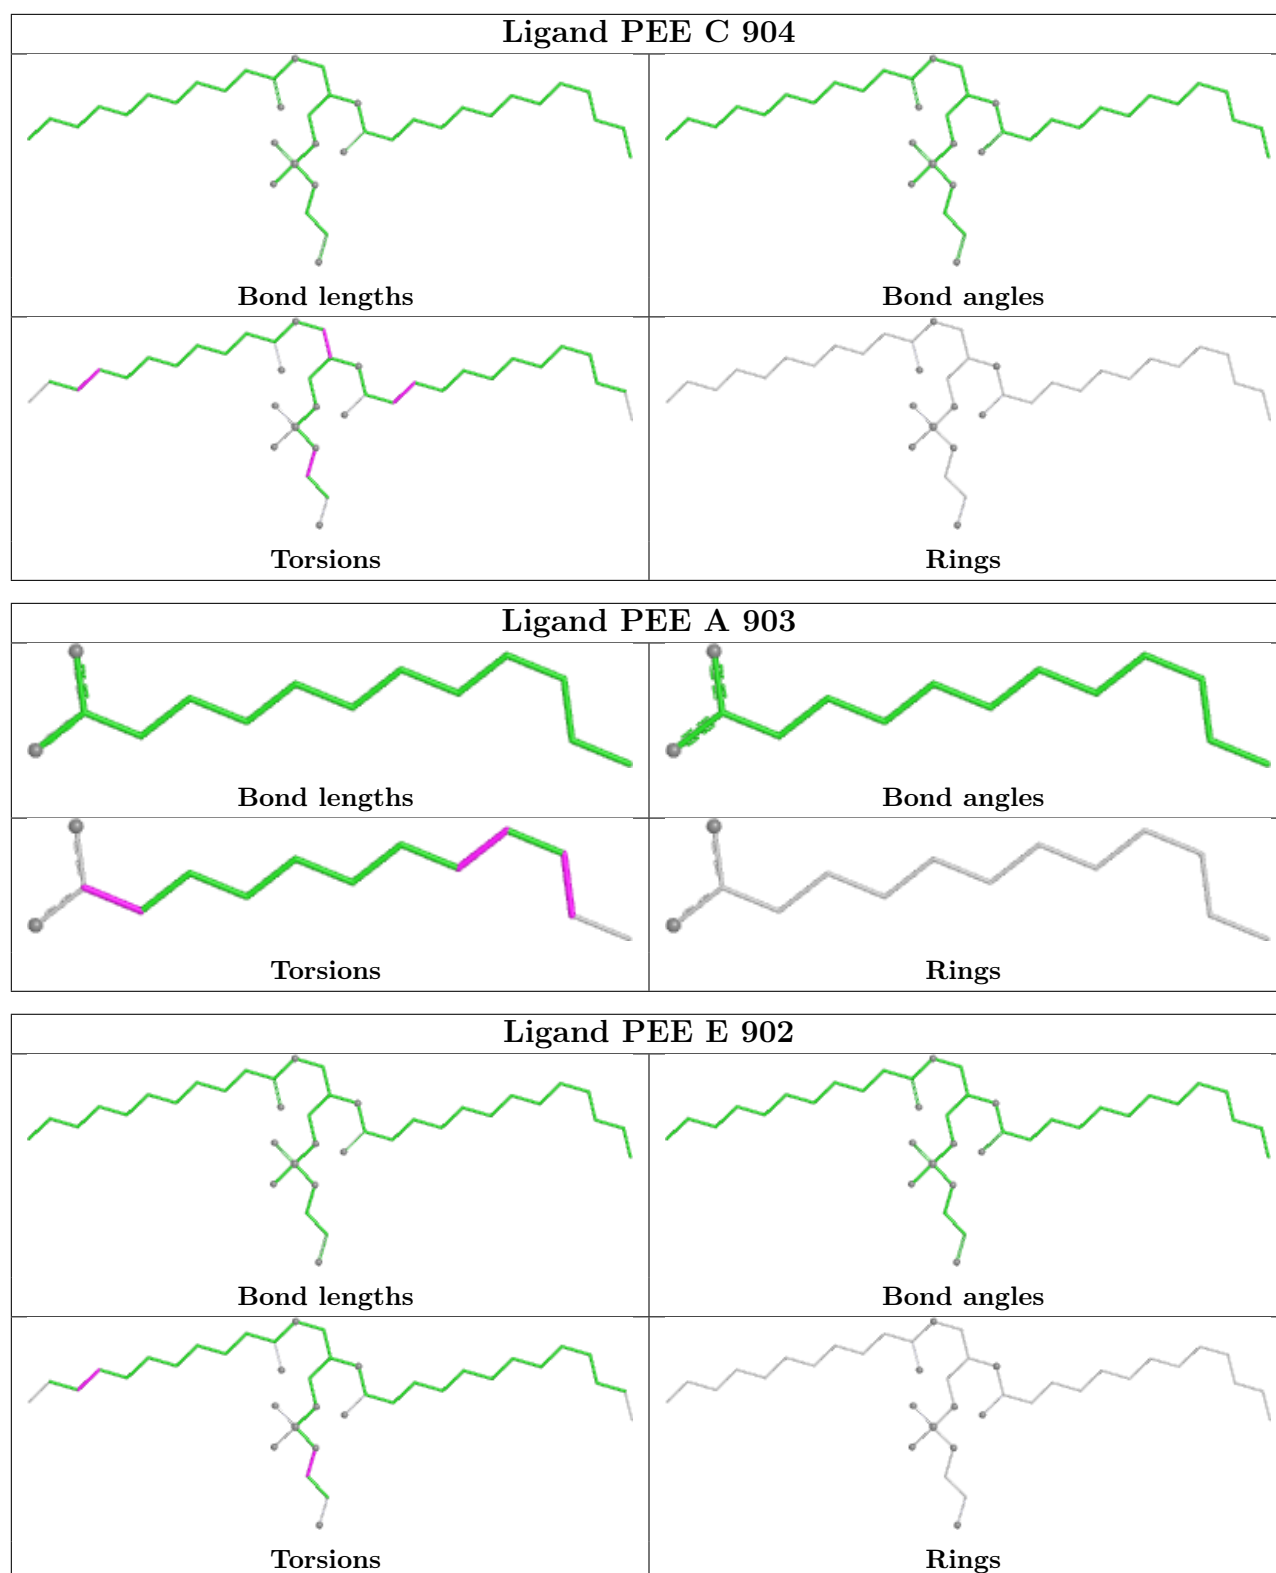 Ligand PEE C 904
Bond lengths
Bond angles
Torsions
Rings
Ligand PEE A 903
Bond lengths
Bond angles
Torsions
Rings
Ligand PEE E 902
Bond lengths
Bond angles
Torsions
Rings